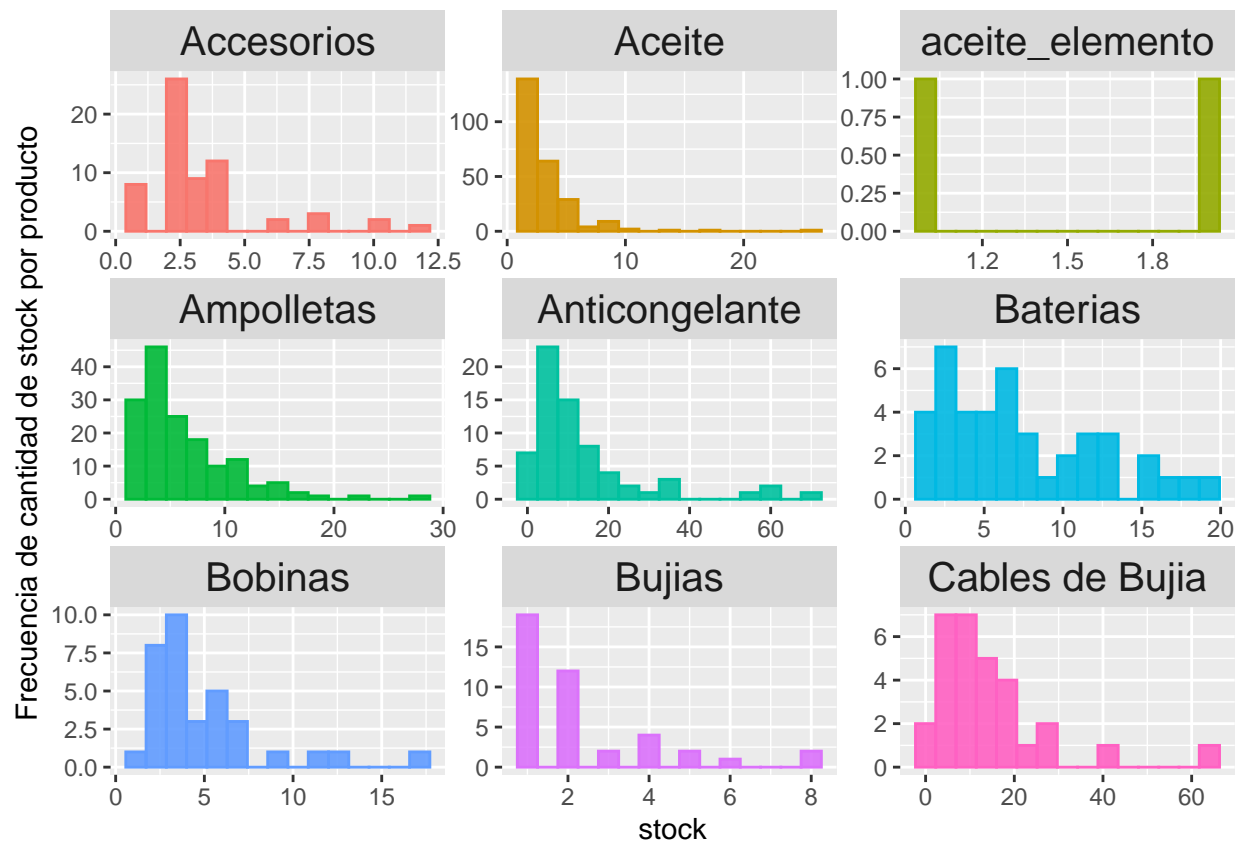 Frecuencia de cantidad de stock por producto
Accesorios
20
10
0
0.0 2.5 5.0 7.5 10.0 12.5
Aceite
100
50
0
0 10 20
aceite_elemento
1.00
0.75
0.50
0.25
0.00
1.2 1.5 1.8
Ampolletas
40
30
20
10
0
0 10 20 30
Anticongelante
20
15
10
5
0
0 20 40 60
Baterias
6
4
2
0
0 5 10 15 20
Bobinas
10.0
7.5
5.0
2.5
0.0
0 5 10 15
Bujias
15
10
5
0
2 4 6 8
Cables de Bujia
6
4
2
0
0 20 40 60
stock